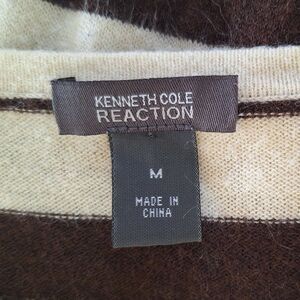 KENNETH COLE
REACTION
M
MADE IN
CHINA